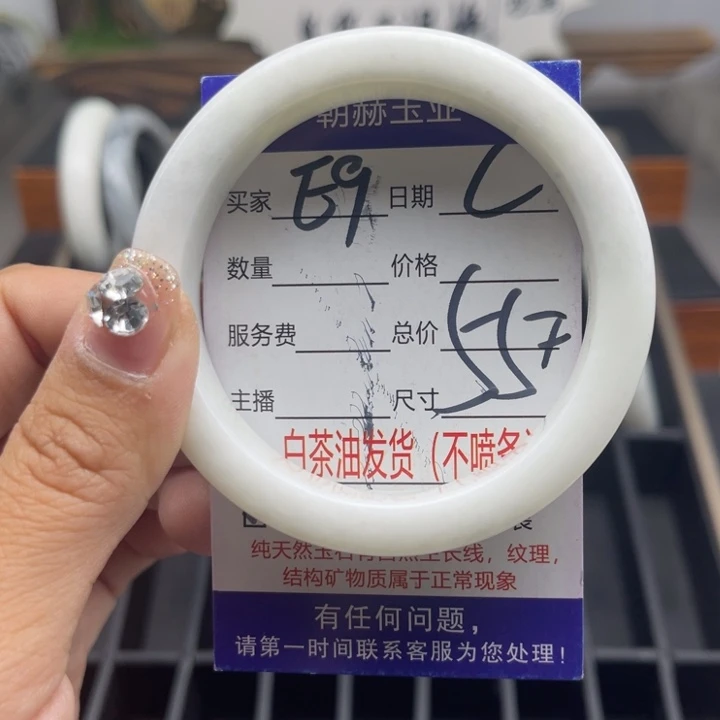 朝赫玉业
买家 E9 日期 C
数量 价格
服务费 总价 557
主播 尺寸
白茶油发货（不喷
纯天然玉石
纹理，
结构矿物质属于正常现象
有任何问题，
请第一时间联系客服为您处理！